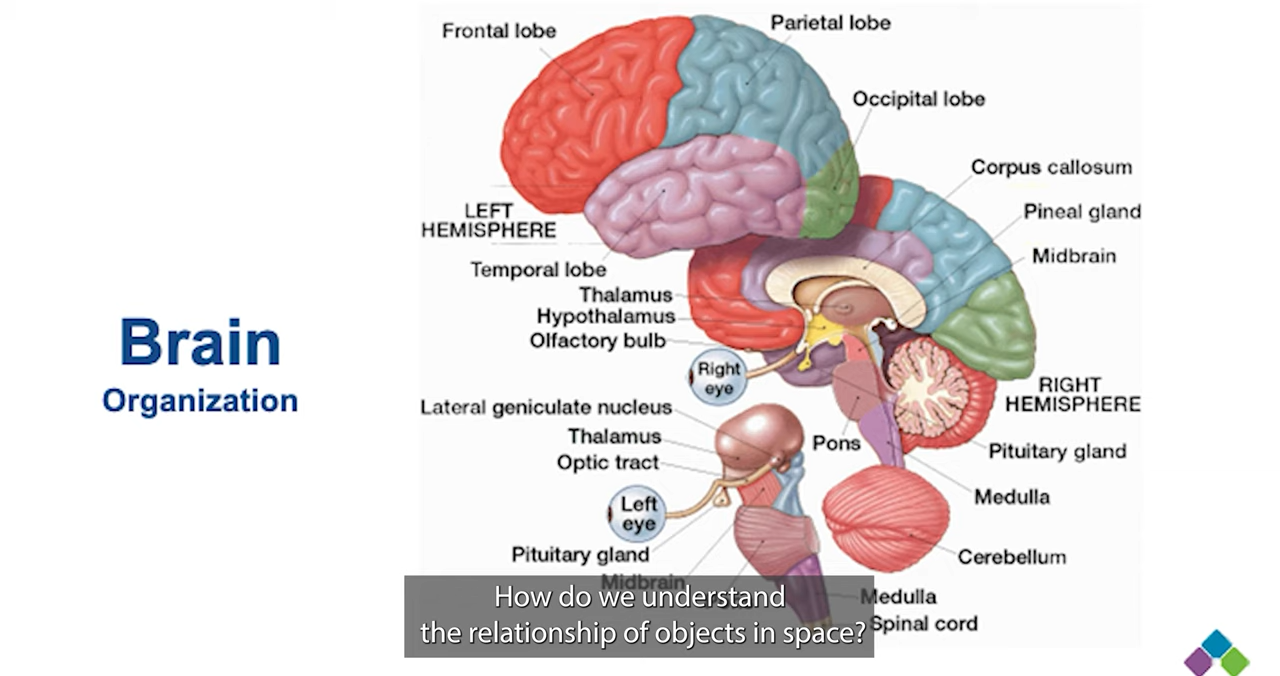 Frontal lobe
Parietal lobe
Occipital lobe
Corpus callosum
Pineal gland
Midbrain
LEFT
HEMISPHERE
Temporal lobe
Thalamus
Hypothalamus
Olfactory bulb
Right
eye
Brain
Organization
RIGHT
HEMISPHERE
Lateral geniculate nucleus
Thalamus
Optic tract
Pons
Pituitary gland
Medulla
Left
eye
Pituitary gland
Cerebellum
Midbrain
Medulla
Spinal cord
How do we understand
the relationship of objects in space?